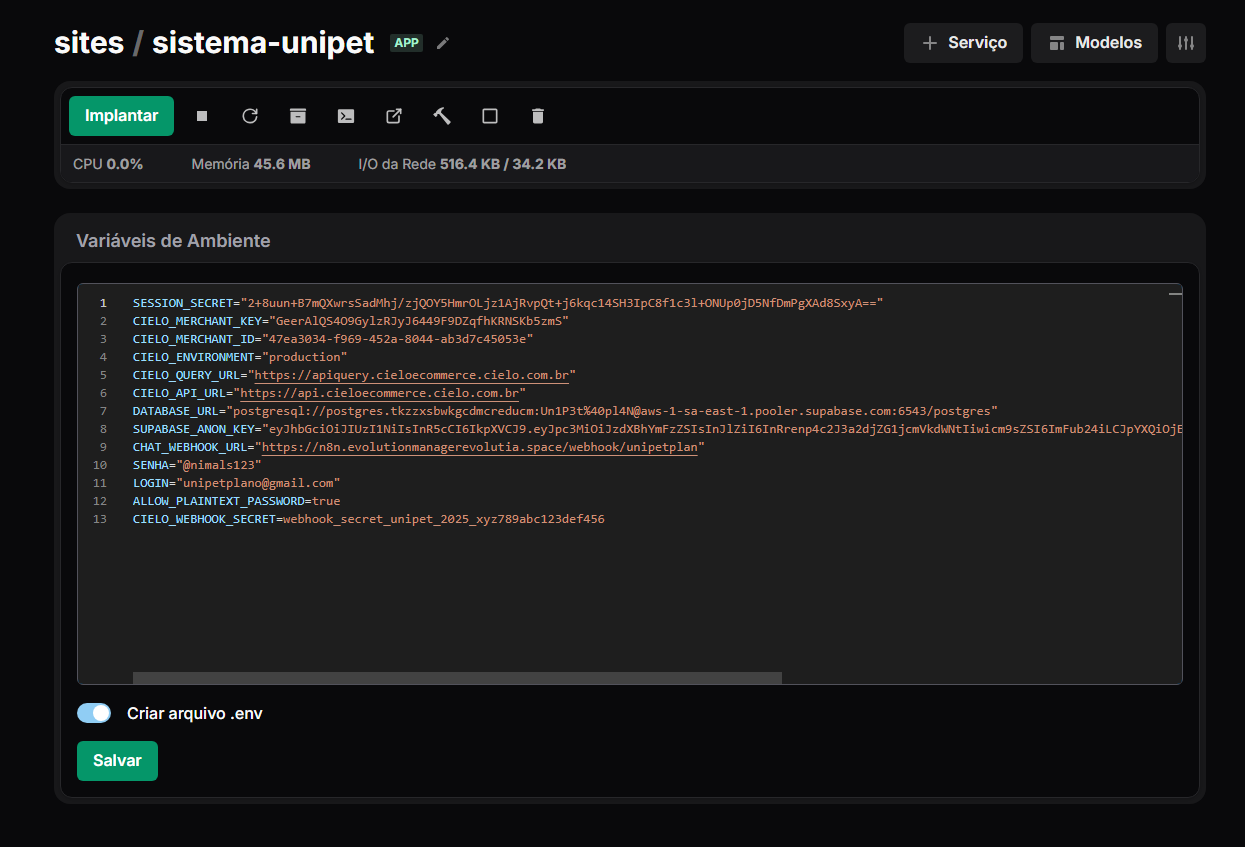 sites / sistema-unipet APP
Serviço
Modelos
Implantar
CPU 0.0% Memória 45.6 MB I/O da Rede 516.4 KB / 34.2 KB
Variáveis de Ambiente
1 SESSION_SECRET="2+8uun+B7mQXwrsSadMhj/zjQOY5HmrOLjz1AjRvpQt+j6kqc14SH3IpC8f1c3l+ONUp0jD5NfDmPgXAd8SxyA=="
2 CIELO_MERCHANT_KEY="GeerAlQS4O9GylzRJyJ6449F9DZqfhKRNSKb5zmS"
3 CIELO_MERCHANT_ID="47ea3034-f969-452a-8044-ab3d7c45053e"
4 CIELO_ENVIRONMENT="production"
5 CIELO_QUERY_URL="https://apiquery.cieloecommerce.cielo.com.br"
6 CIELO_API_URL="https://api.cieloecommerce.cielo.com.br"
7 DATABASE_URL="postgresql://postgres.tkzzxsbwkgcdmcreducm:Un1P3t%40pl4N@aws-1-sa-east-1.pooler.supabase.com:6543/postgres"
8 SUPABASE_ANON_KEY="eyJhbGciOiJIUzI1NiIsInR5cCI6IkpXVCJ9.eyJpc3MiOiJzdXBhYmFzZSIsInJlZiI6InRrenp4c2J3a2djZG1jcmVkdWNtIiwicm9sZSI6ImFub24iLCJpYXQiOjE
9 CHAT_WEBHOOK_URL="https://n8n.evolutionmanagerevolutia.space/webhook/unipetplan"
10 SENHA="@nimals123"
11 LOGIN="unipetplano@gmail.com"
12 ALLOW_PLAINTEXT_PASSWORD=true
13 CIELO_WEBHOOK_SECRET=webhook_secret_unipet_2025_xyz789abc123def456
Criar arquivo .env
Salvar